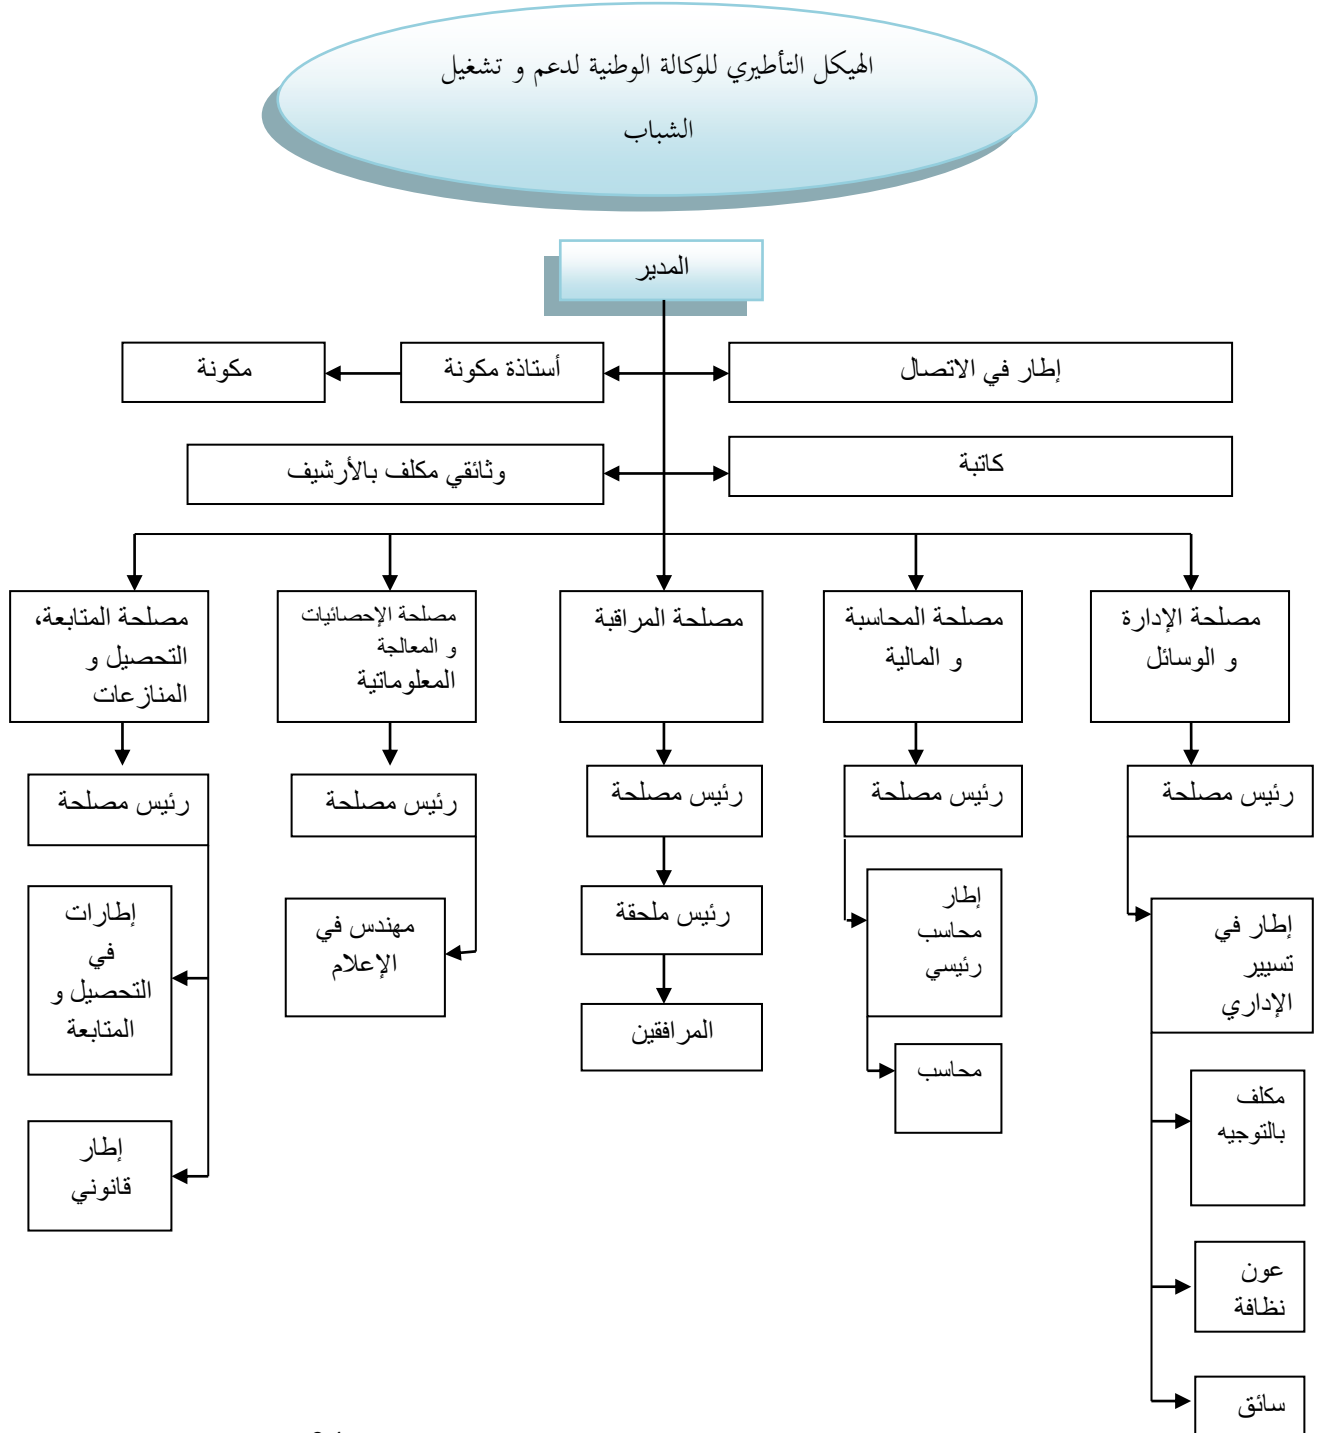 الهيكل التأطيري للوكالة الوطنية لدعم و تشغيل
الشباب
المدير
إطار في الاتصال
أستاذة مكونة
مكونة
كاتبة
وثائقي مكلف بالأرشيف
مصلحة الإدارة
و الوسائل
مصلحة المحاسبة
و المالية
مصلحة المراقبة
مصلحة الإحصائيات
و المعالجة
المعلوماتية
مصلحة المتابعة،
التحصيل و
المنازعات
رئيس مصلحة
رئيس مصلحة
رئيس مصلحة
رئيس مصلحة
رئيس مصلحة
إطار في
تسيير
الإداري
إطار
محاسب
رئيسي
رئيس ملحقة
مهندس في
الإعلام
إطارات
في
التحصيل و
المتابعة
المرافقين
محاسب
مكلف
بالتوجيه
إطار
قانوني
عون
نظافة
سائق